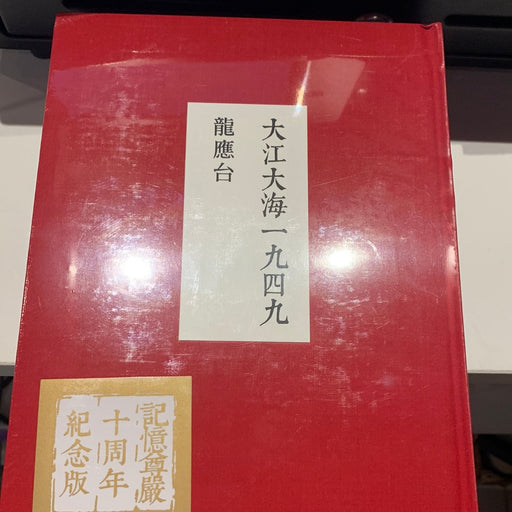 大江大海一九四九
龍應台
記憶尊嚴
十周年
紀念版